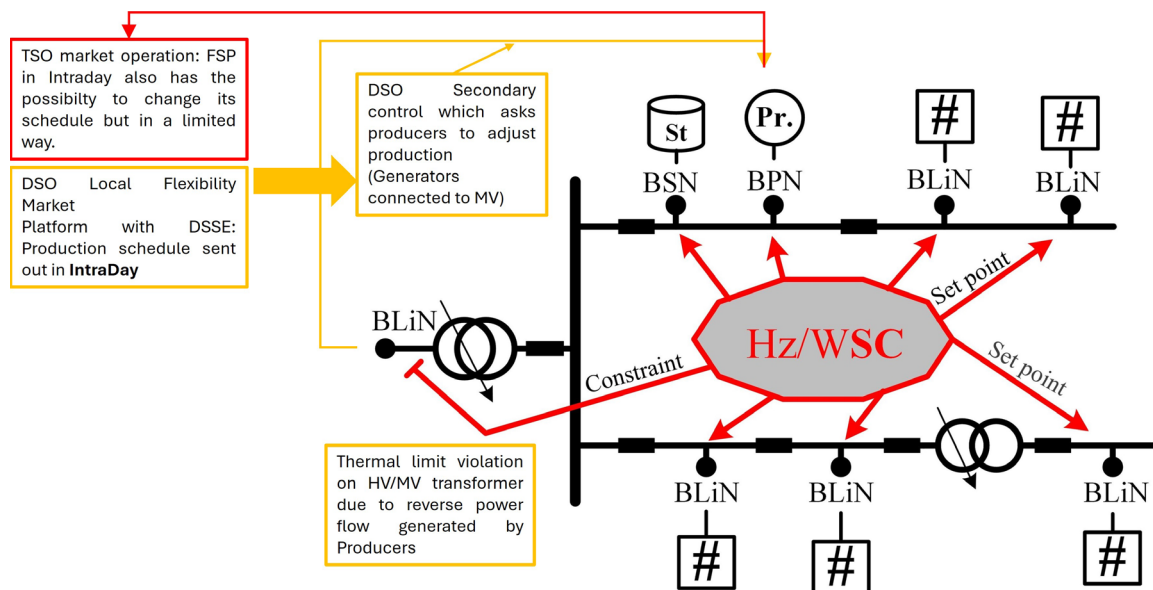 TSO market operation: FSP
in Intraday also has the
possibilty to change its
schedule but in a limited
way.
DSO Local Flexibility
Market
Platform with DSSE:
Production schedule sent
out in IntraDay
DSO Secondary
control which asks
producers to adjust
production
(Generators
connected to MV)
St
Pr.
#
#
BSN
BPN
BLiN
BLiN
BLiN
Set point
Hz/WSC
Constraint
Set point
Thermal limit violation
on HV/MV transformer
due to reverse power
flow generated by
Producers
BLiN
BLiN
BLiN
#
#
#